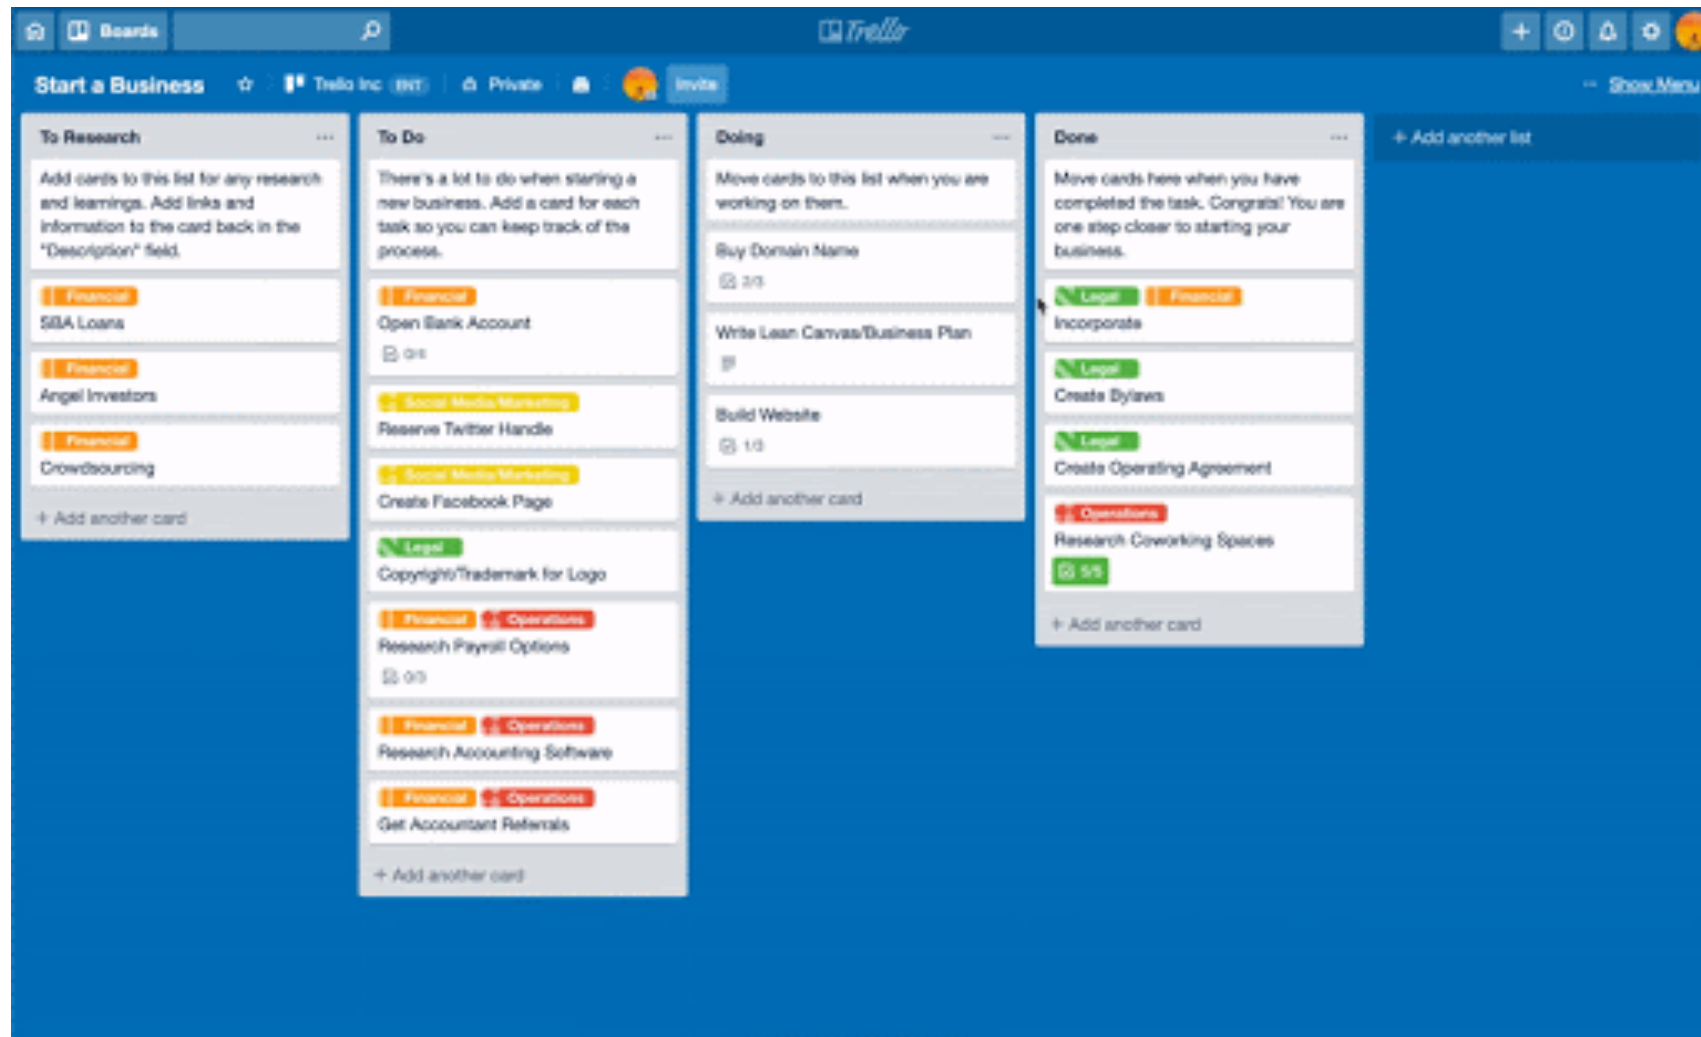 Boards
Trello
Start a Business
Trello Inc ENT
Private
Invite
Show Menu
To Research
Add cards to this list for any research
and learnings. Add links and
information to the card back in the
"Description" field.
Financial
SBA Loans
Financial
Angel Investors
Financial
Crowdsourcing
+ Add another card
To Do
There's a lot to do when starting a
new business. Add a card for each
task so you can keep track of the
process.
Financial
Open Bank Account
Social Media/Marketing
Reserve Twitter Handle
Social Media/Marketing
Create Facebook Page
Legal
Copyright/Trademark for Logo
Financial Operations
Research Payroll Options
0/3
Financial Operations
Research Accounting Software
Financial Operations
Get Accountant Referrals
+ Add another card
Doing
Move cards to this list when you are
working on them.
Buy Domain Name
2/3
Write Lean Canvas/Business Plan
Build Website
1/3
+ Add another card
Done
Move cards here when you have
completed the task. Congrats! You are
one step closer to starting your
business.
Legal Financial
Incorporate
Legal
Create Bylaws
Legal
Create Operating Agreement
Operations
Research Coworking Spaces
5/5
+ Add another card
+ Add another list